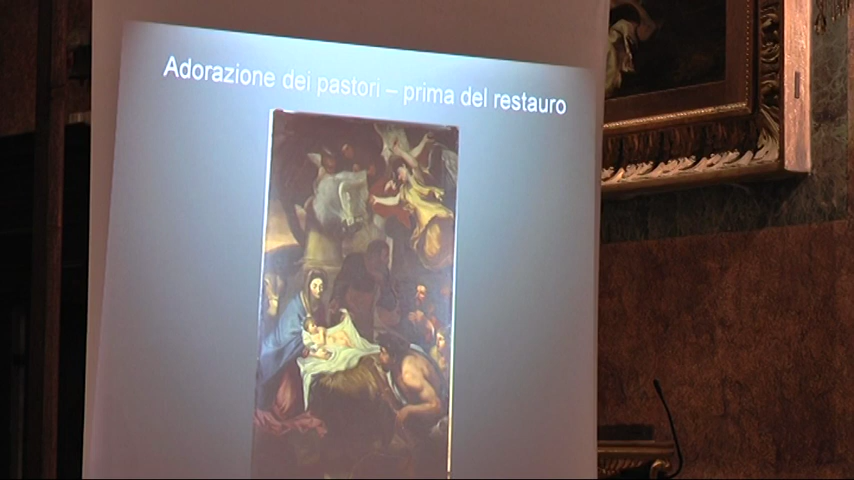 Adorazione dei pastori – prima del restauro